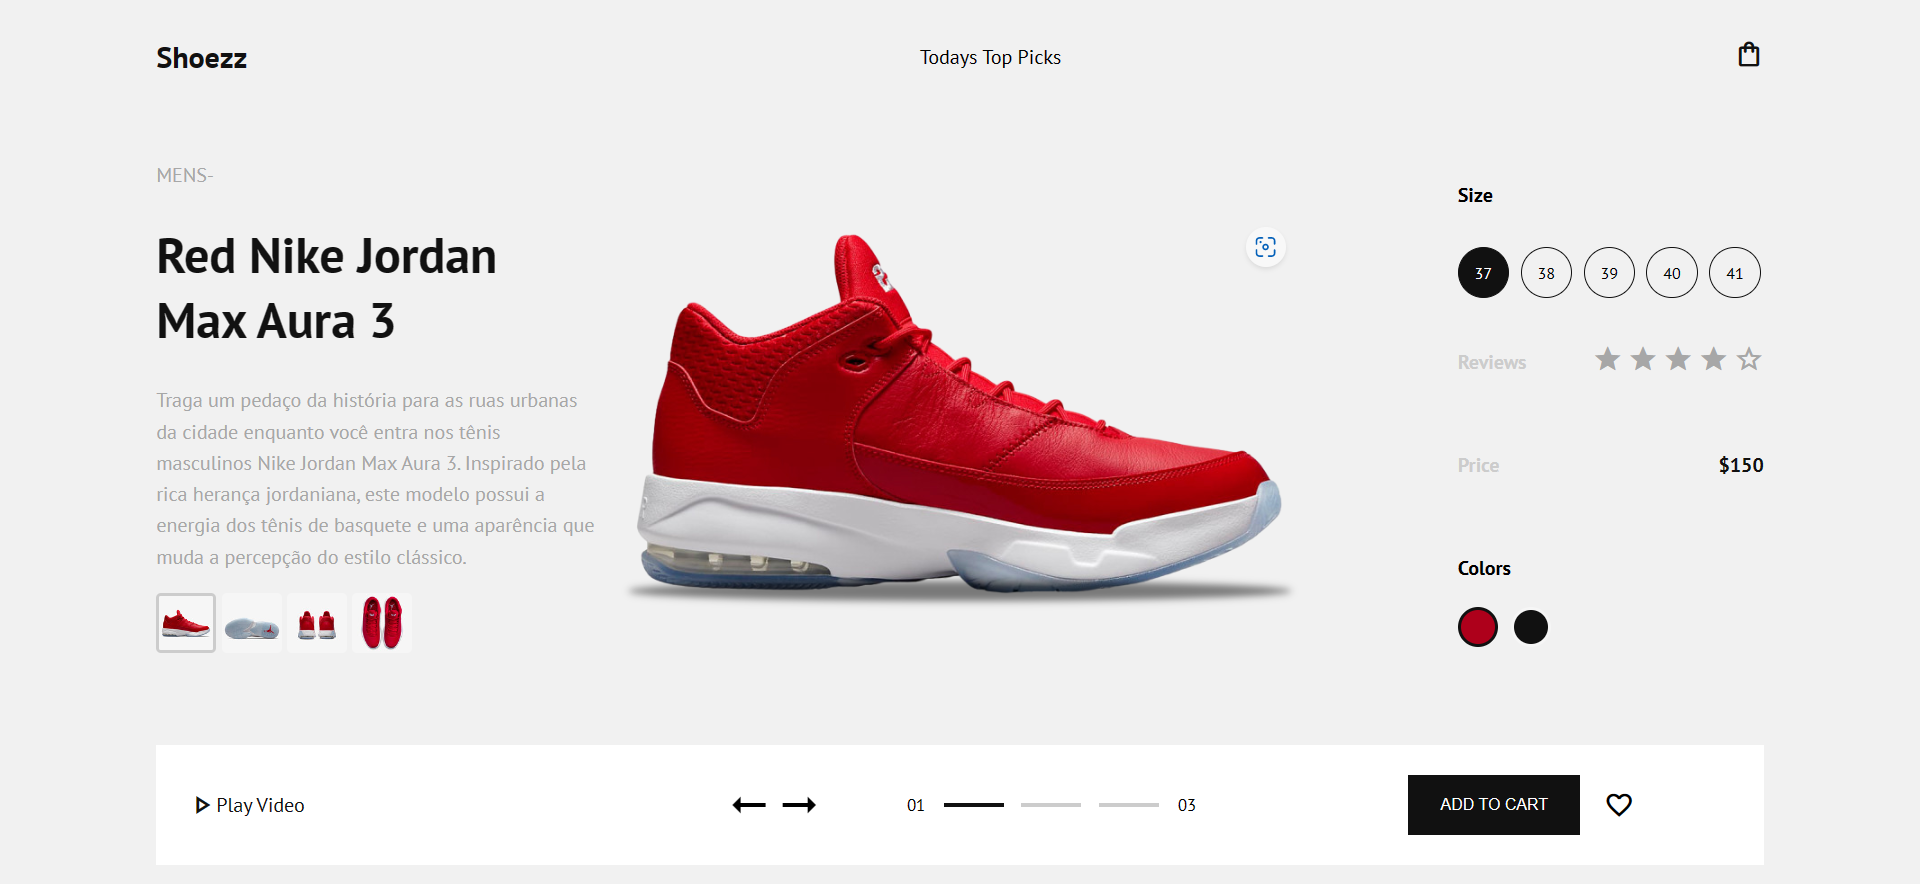 Shoezz
Todays Top Picks
MENS-
Red Nike Jordan
Max Aura 3
Traga um pedaço da história para as ruas urbanas
da cidade enquanto você entra nos tênis
masculinos Nike Jordan Max Aura 3. Inspirado pela
rica herança jordaniana, este modelo possui a
energia dos tênis de basquete e uma aparência que
muda a percepção do estilo clássico.
Size
37 38 39 40 41
Reviews
Price $150
Colors
Play Video
01 03
ADD TO CART